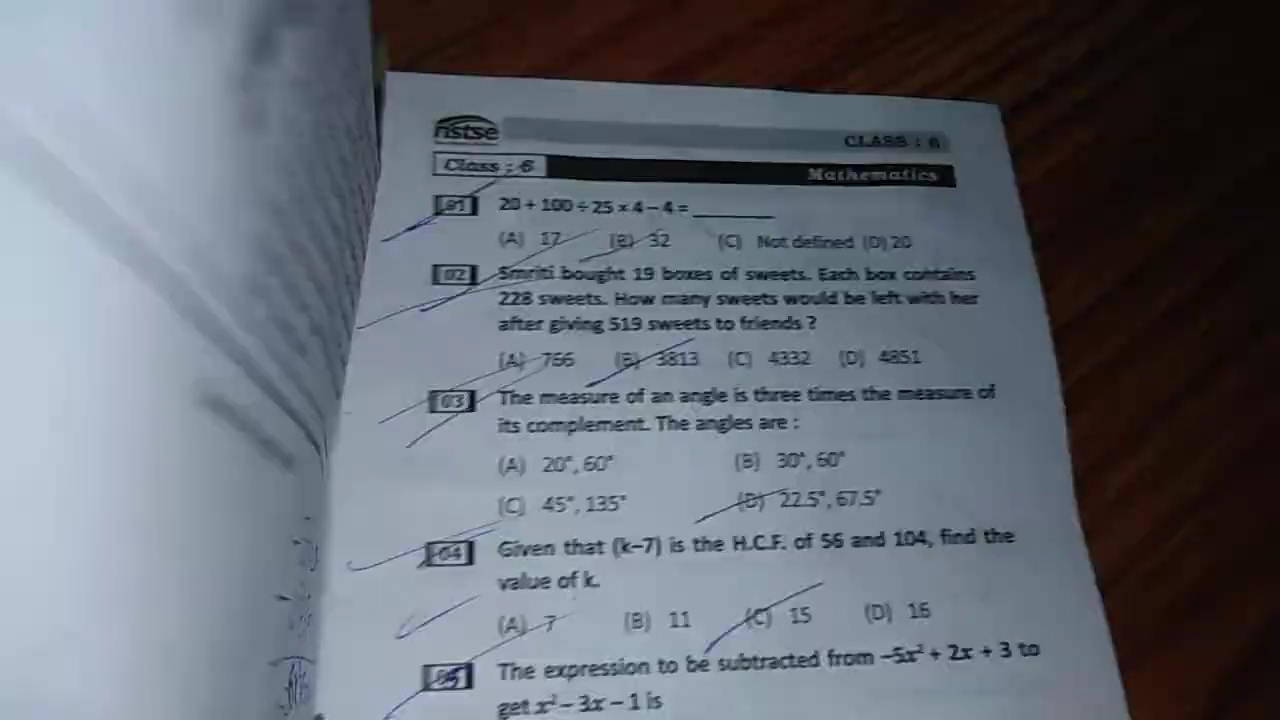 nstse
CLASS : 6
Class : 6
Mathematics
01 20 + 100 ÷ 25 × 4 – 4 = ________
(A) 17 (B) 32 (C) Not defined (D) 20
02 Smriti bought 19 boxes of sweets. Each box contains
228 sweets. How many sweets would be left with her
after giving 519 sweets to friends ?
(A) 766 (B) 3813 (C) 4332 (D) 4851
03 The measure of an angle is three times the measure of
its complement. The angles are :
(A) 20°, 60° (B) 30°, 60°
(C) 45°, 135° (D) 22.5°, 67.5°
04 Given that (k–7) is the H.C.F. of 56 and 104, find the
value of k.
(A) 7 (B) 11 (C) 15 (D) 16
05 The expression to be subtracted from –5x² + 2x + 3 to
get x² – 3x – 1 is